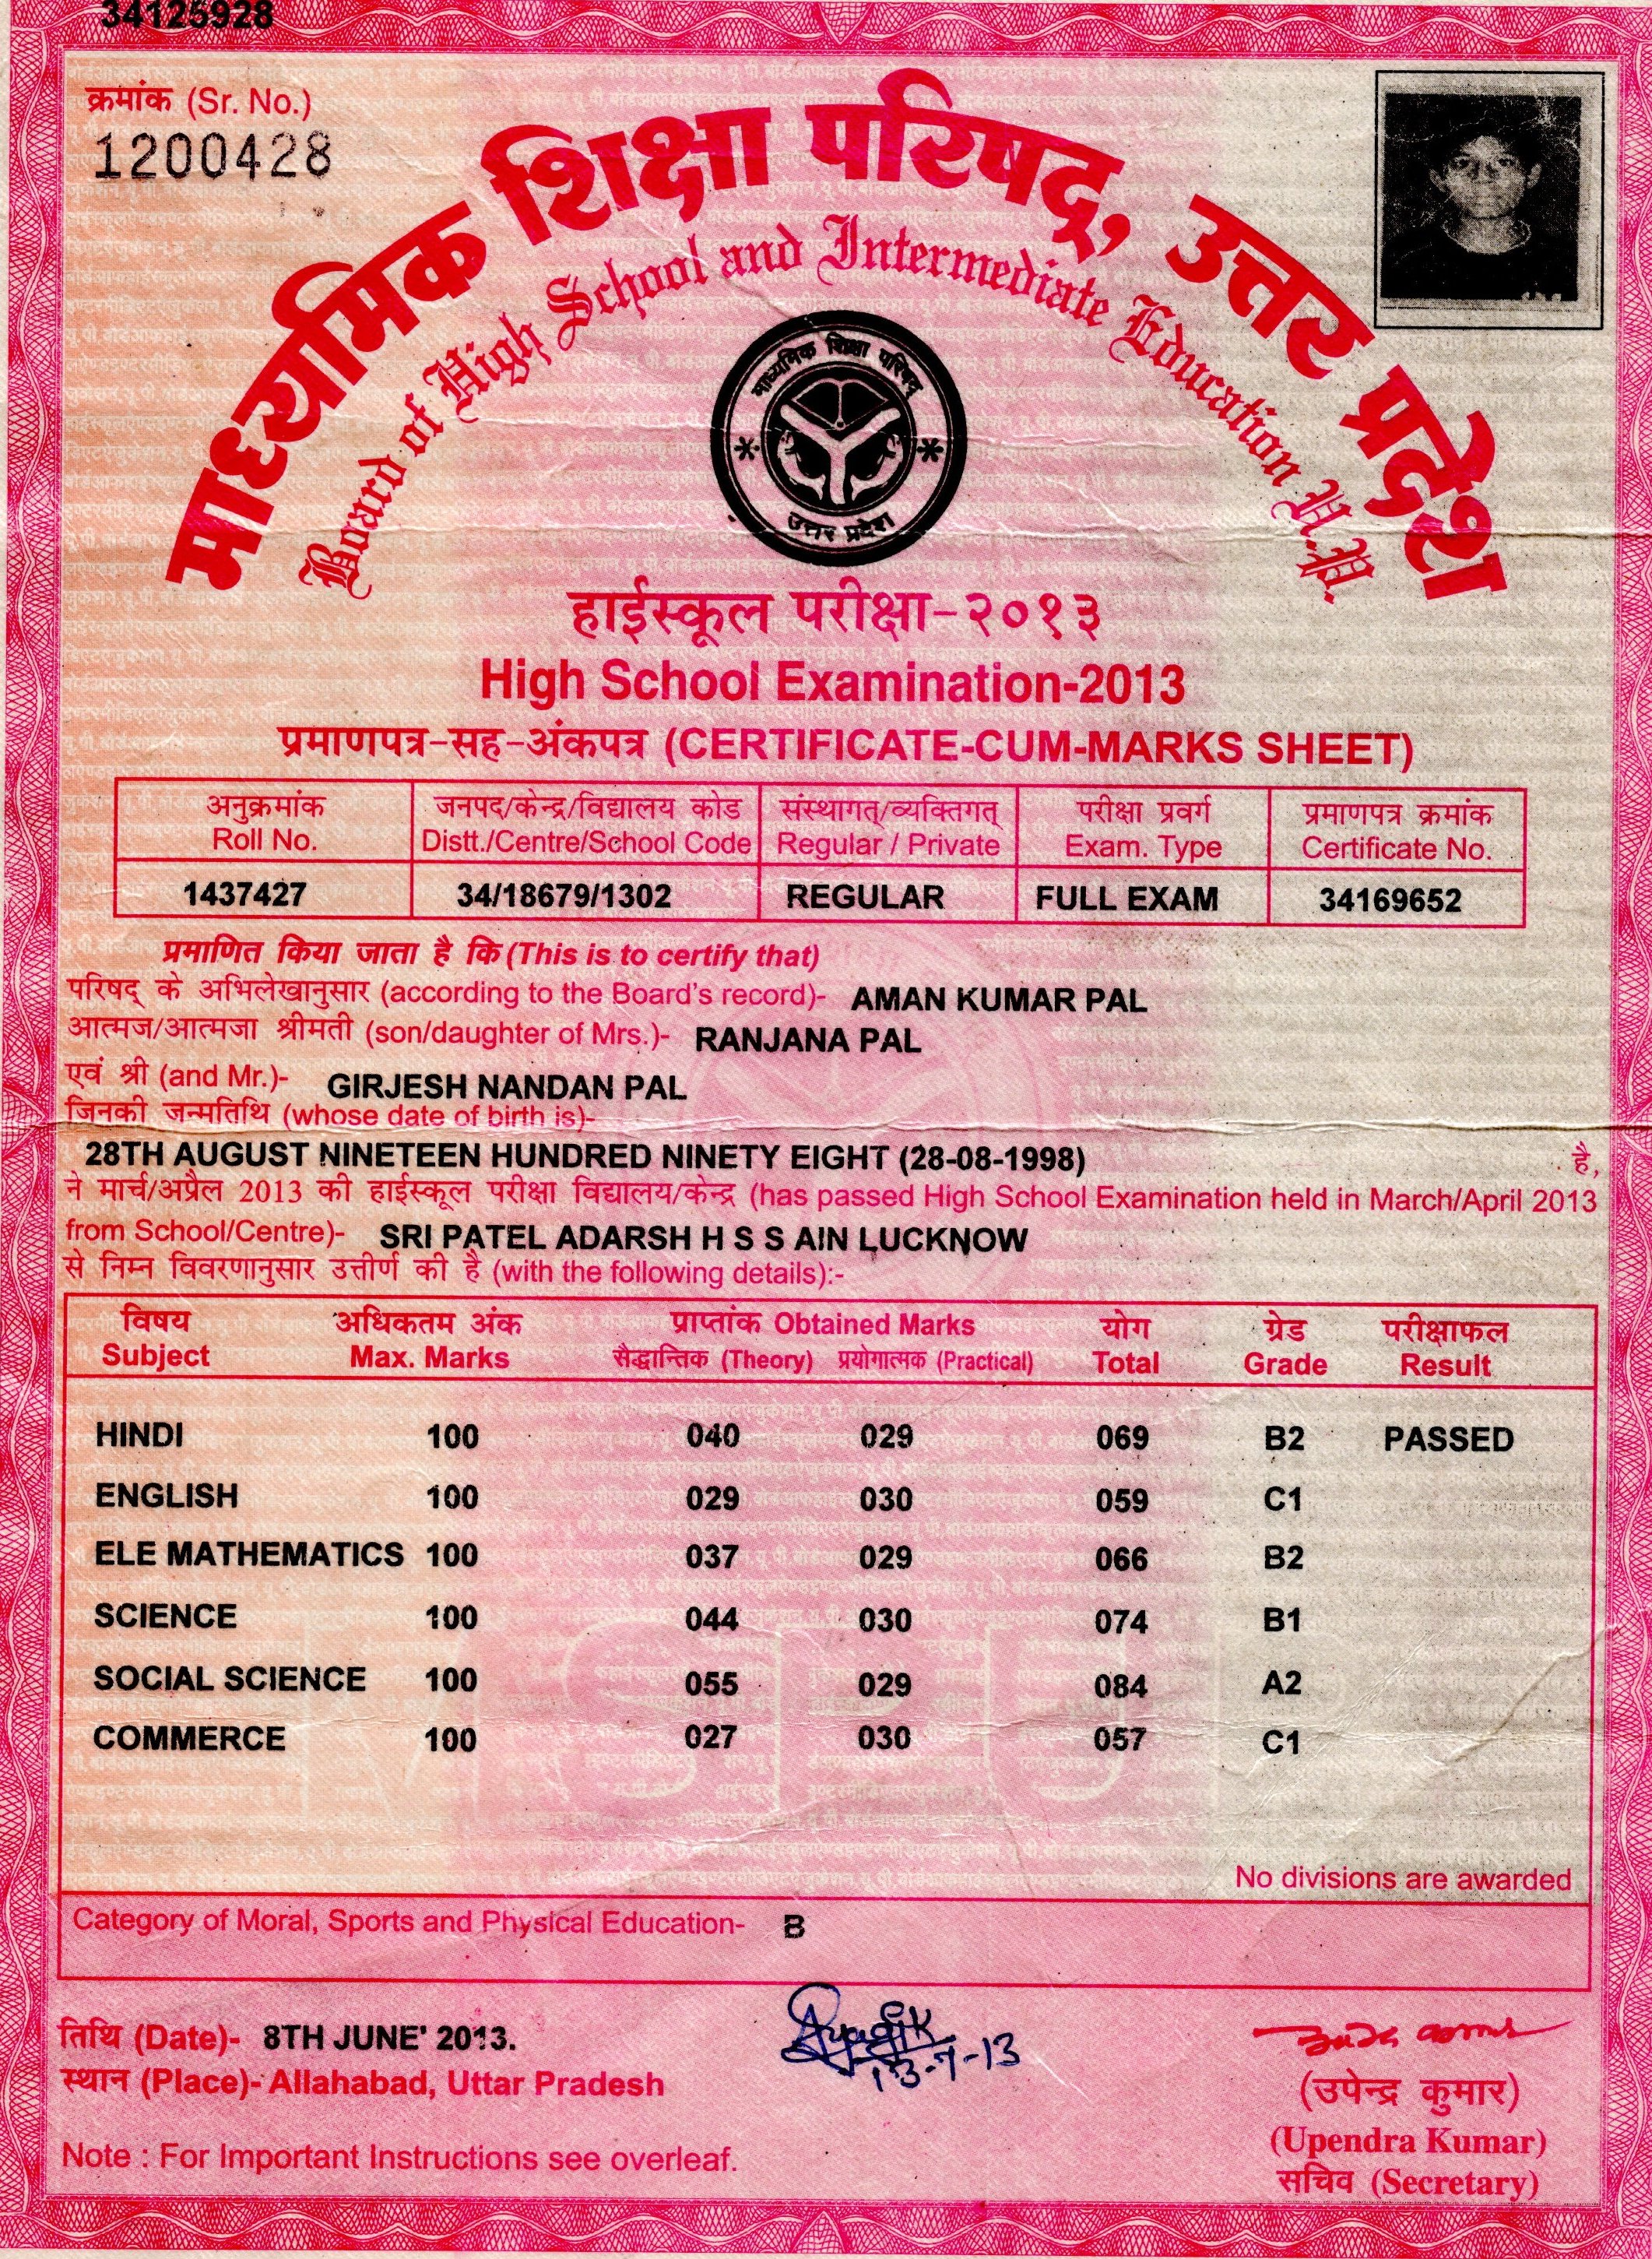 34125928
क्रमांक (Sr. No.)
1200428
माध्यमिक शिक्षा परिषद्, उत्तर प्रदेश
Board of High School and Intermediate Education U.P.
माध्यमिक शिक्षा परिषद्
उत्तर प्रदेश
हाईस्कूल परीक्षा-२०१३
High School Examination-2013
प्रमाणपत्र-सह-अंकपत्र (CERTIFICATE-CUM-MARKS SHEET)
अनुक्रमांक जनपद/केन्द्र/विद्यालय कोड संस्थागत्/व्यक्तिगत् परीक्षा प्रवर्ग प्रमाणपत्र क्रमांक
Roll No. Distt./Centre/School Code Regular / Private Exam. Type Certificate No.
1437427 34/18679/1302 REGULAR FULL EXAM 34169652
प्रमाणित किया जाता है कि (This is to certify that)
परिषद् के अभिलेखानुसार (according to the Board's record)- AMAN KUMAR PAL
आत्मज/आत्मजा श्रीमती (son/daughter of Mrs.)- RANJANA PAL
एवं श्री (and Mr.)- GIRJESH NANDAN PAL
जिनकी जन्मतिथि (whose date of birth is)-
28TH AUGUST NINETEEN HUNDRED NINETY EIGHT (28-08-1998) है,
ने मार्च/अप्रैल 2013 की हाईस्कूल परीक्षा विद्यालय/केन्द्र (has passed High School Examination held in March/April 2013
from School/Centre)- SRI PATEL ADARSH H S S AIN LUCKNOW
से निम्न विवरणानुसार उत्तीर्ण की है (with the following details):-
विषय अधिकतम अंक प्राप्तांक Obtained Marks योग ग्रेड परीक्षाफल
Subject Max. Marks सैद्धान्तिक (Theory) प्रयोगात्मक (Practical) Total Grade Result
HINDI 100 040 029 069 B2 PASSED
ENGLISH 100 029 030 059 C1
ELE MATHEMATICS 100 037 029 066 B2
SCIENCE 100 044 030 074 B1
SOCIAL SCIENCE 100 055 029 084 A2
COMMERCE 100 027 030 057 C1
No divisions are awarded
Category of Moral, Sports and Physical Education- B
तिथि (Date)- 8TH JUNE' 2013.
13-7-13
स्थान (Place)- Allahabad, Uttar Pradesh
(उपेन्द्र कुमार)
(Upendra Kumar)
सचिव (Secretary)
Note : For Important Instructions see overleaf.